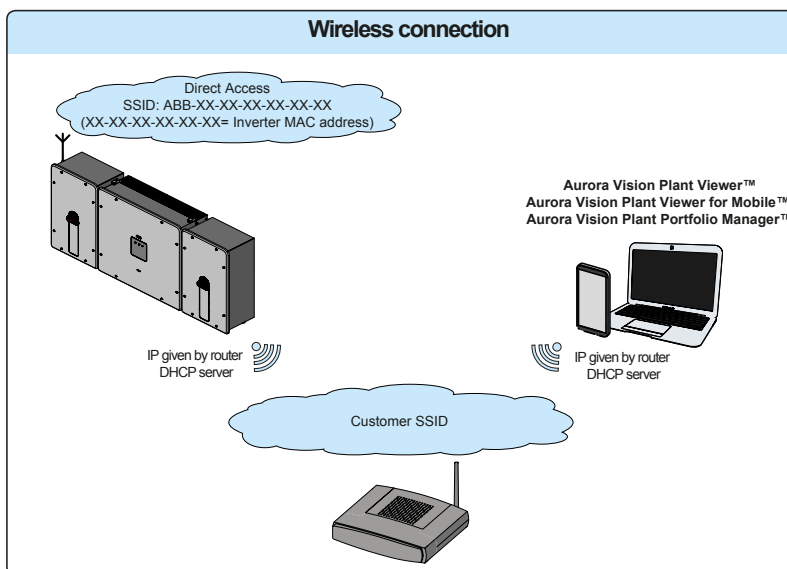 Wireless connection
Direct Access
SSID: ABB-XX-XX-XX-XX-XX-XX
(XX-XX-XX-XX-XX-XX= Inverter MAC address)
Aurora Vision Plant Viewer™
Aurora Vision Plant Viewer for Mobile™
Aurora Vision Plant Portfolio Manager™
IP given by router
DHCP server
IP given by router
DHCP server
Customer SSID